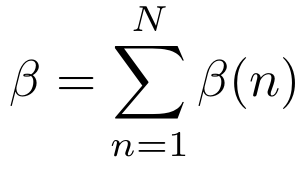 β = ∑_{n=1}^{N} β(n)